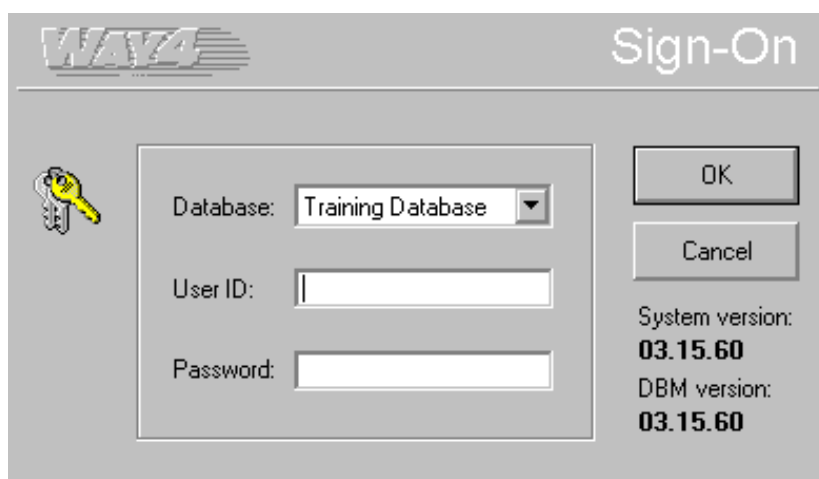 WAY4
Sign-On
Database:
Training Database
User ID:
Password:
OK
Cancel
System version:
03.15.60
DBM version:
03.15.60